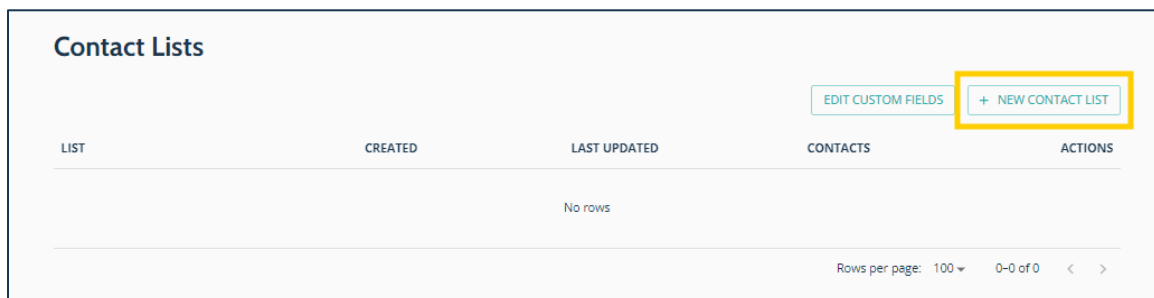 Contact Lists
EDIT CUSTOM FIELDS + NEW CONTACT LIST
LIST CREATED LAST UPDATED CONTACTS ACTIONS
No rows
Rows per page: 100 0-0 of 0 < >